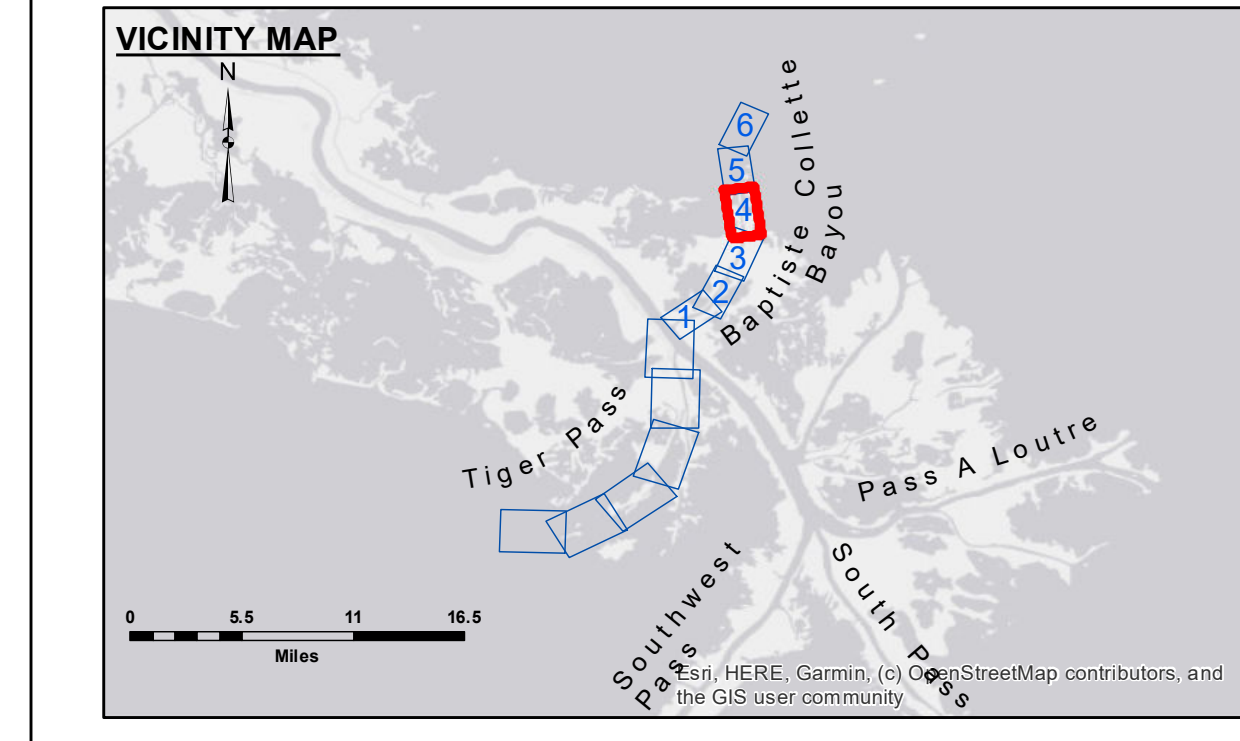 VICINITY MAP
N
6
5
4
3
2
1
Baptiste Collette
Bayou
Tiger Pass
Pass A Loutre
Southwest
Pass
South Pass
0 5.5 11 16.5
Miles
Esri, HERE, Garmin, (c) OpenStreetMap contributors, and
the GIS user community